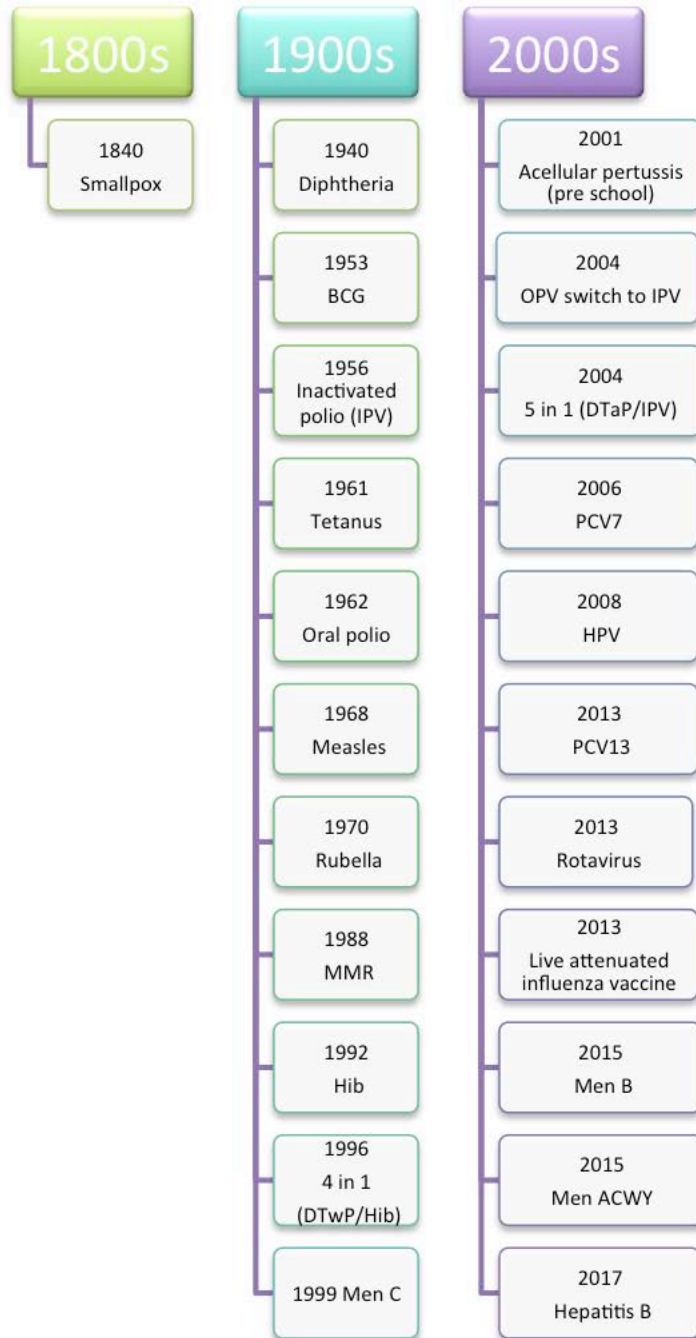 1800s
1840
Smallpox
1900s
1940
Diphtheria
1953
BCG
1956
Inactivated
polio (IPV)
1961
Tetanus
1962
Oral polio
1968
Measles
1970
Rubella
1988
MMR
1992
Hib
1996
4 in 1
(DTwP/Hib)
1999 Men C
2000s
2001
Acellular pertussis
(pre school)
2004
OPV switch to IPV
2004
5 in 1 (DTaP/IPV)
2006
PCV7
2008
HPV
2013
PCV13
2013
Rotavirus
2013
Live attenuated
influenza vaccine
2015
Men B
2015
Men ACWY
2017
Hepatitis B